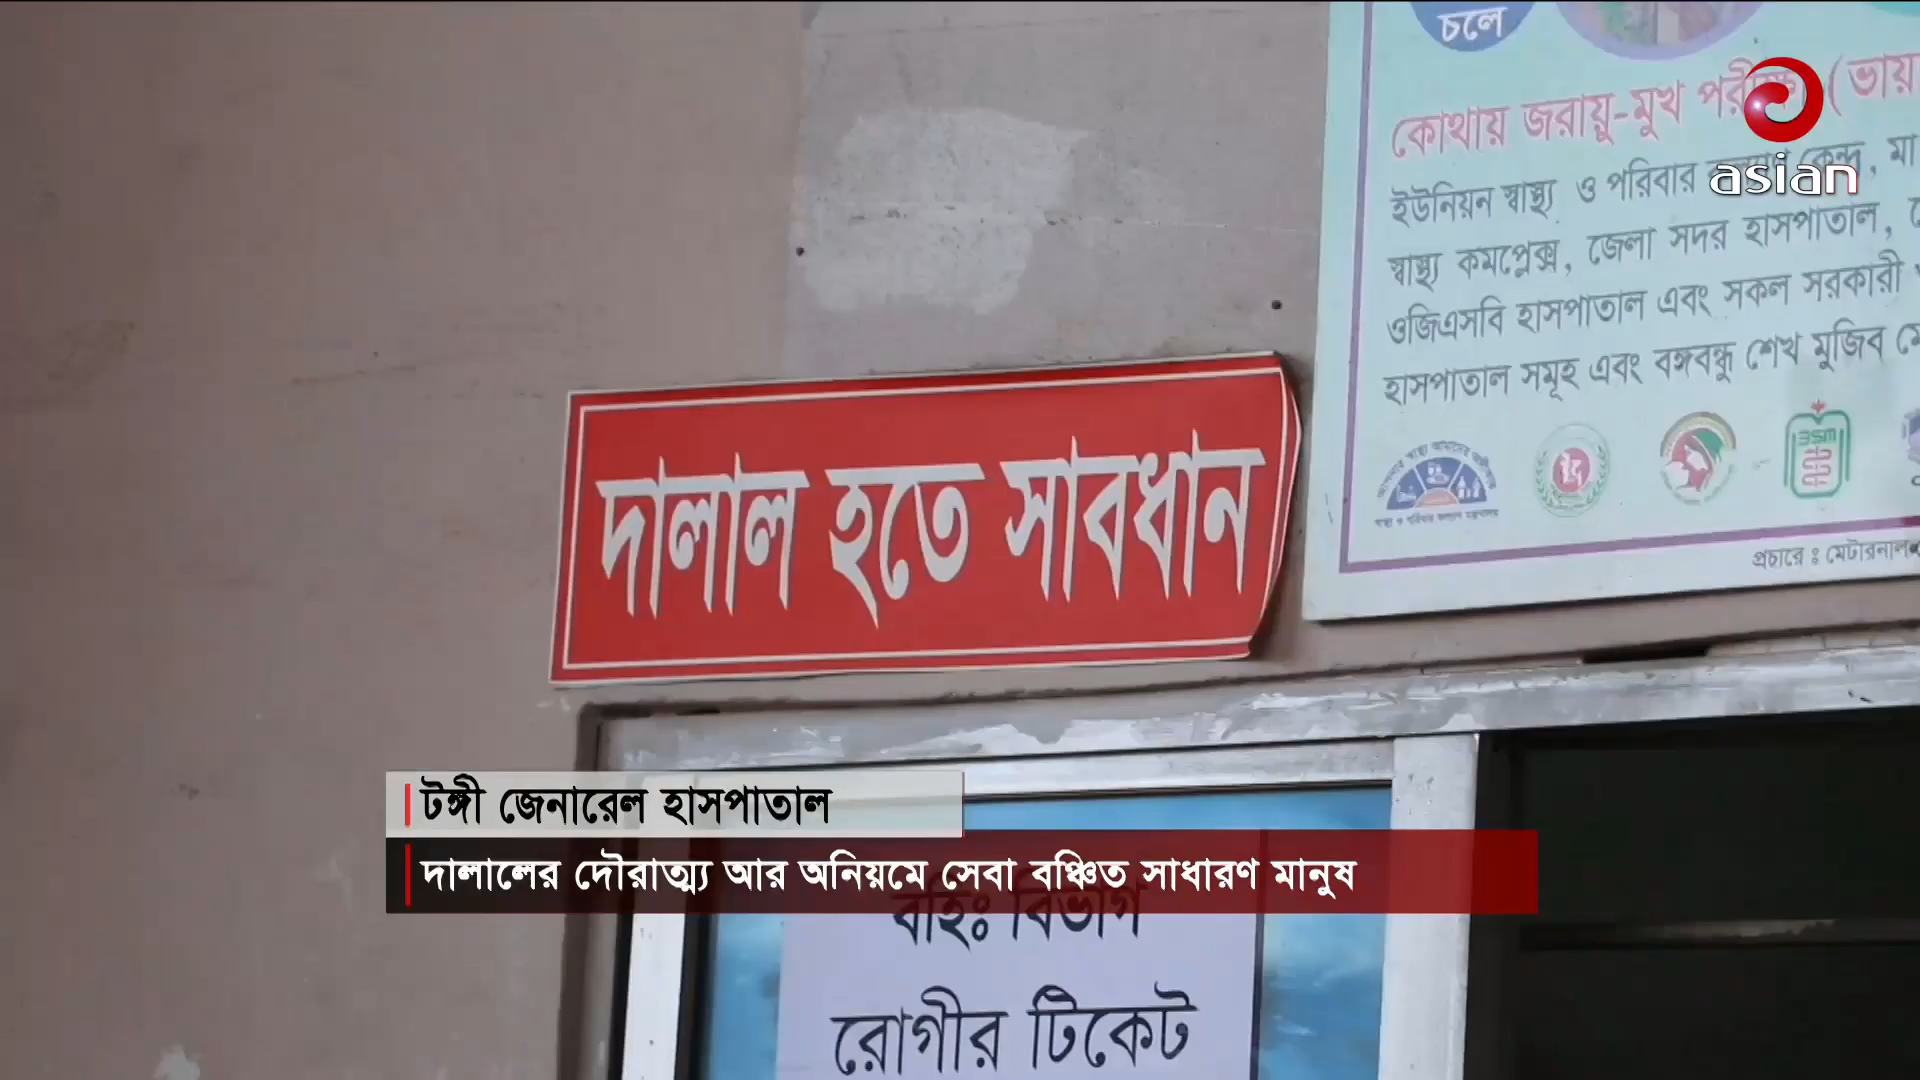 চলে
কোথায় জরায়ু-মুখ পরীক্ষা (ভায়া
ইউনিয়ন স্বাস্থ্য ও পরিবার কল্যাণ কেন্দ্র, মা
স্বাস্থ্য কমপ্লেক্স, জেলা সদর হাসপাতাল,
ওজিএসবি হাসপাতাল এবং সকল সরকারী
হাসপাতাল সমূহ এবং বঙ্গবন্ধু শেখ মুজিব মে
প্রচারে : মেটারনাল
asian
দালাল হতে সাবধান
টঙ্গী জেনারেল হাসপাতাল
দালালের দৌরাত্ম্য আর অনিয়মে সেবা বঞ্চিত সাধারণ মানুষ
বহিঃ বিভাগ
রোগীর টিকেট